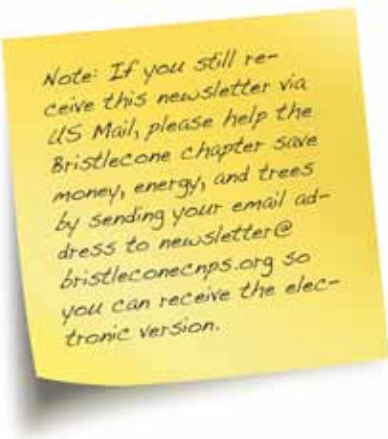 Note: If you still re-
ceive this newsletter via
US Mail, please help the
Bristlecone chapter save
money, energy, and trees
by sending your email ad-
dress to newsletter@
bristleconecnps.org so
you can receive the elec-
tronic version.